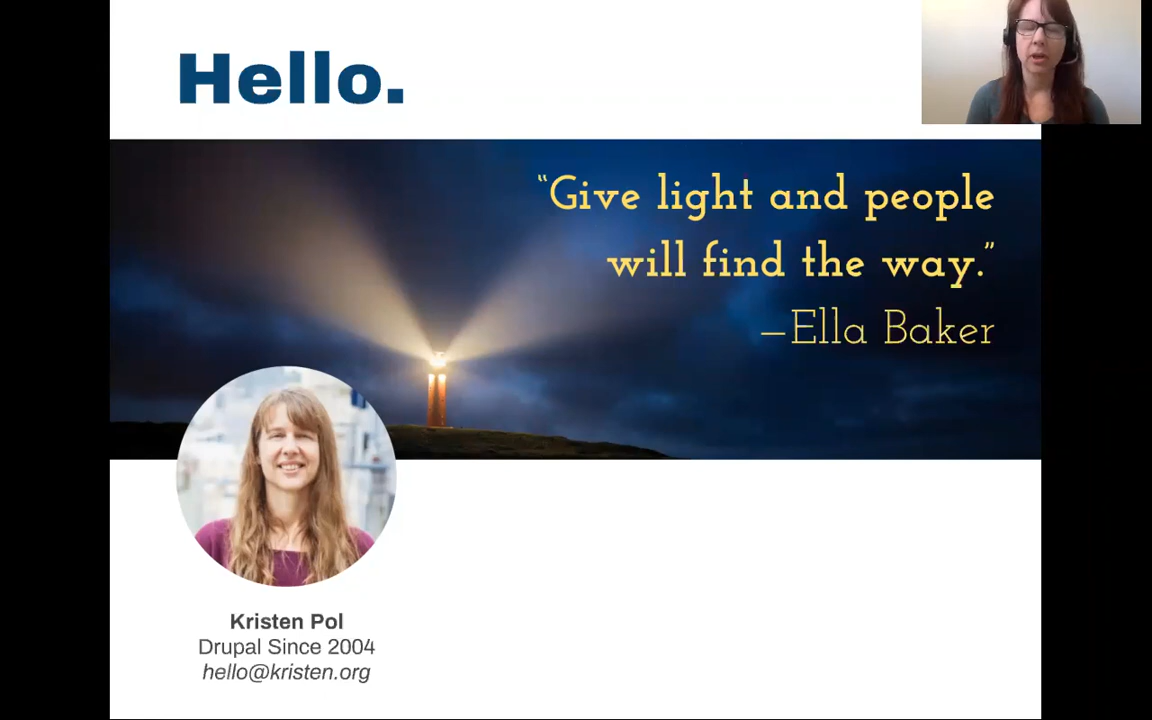 Hello.
“Give light and people
will find the way.”
—Ella Baker
Kristen Pol
Drupal Since 2004
hello@kristen.org